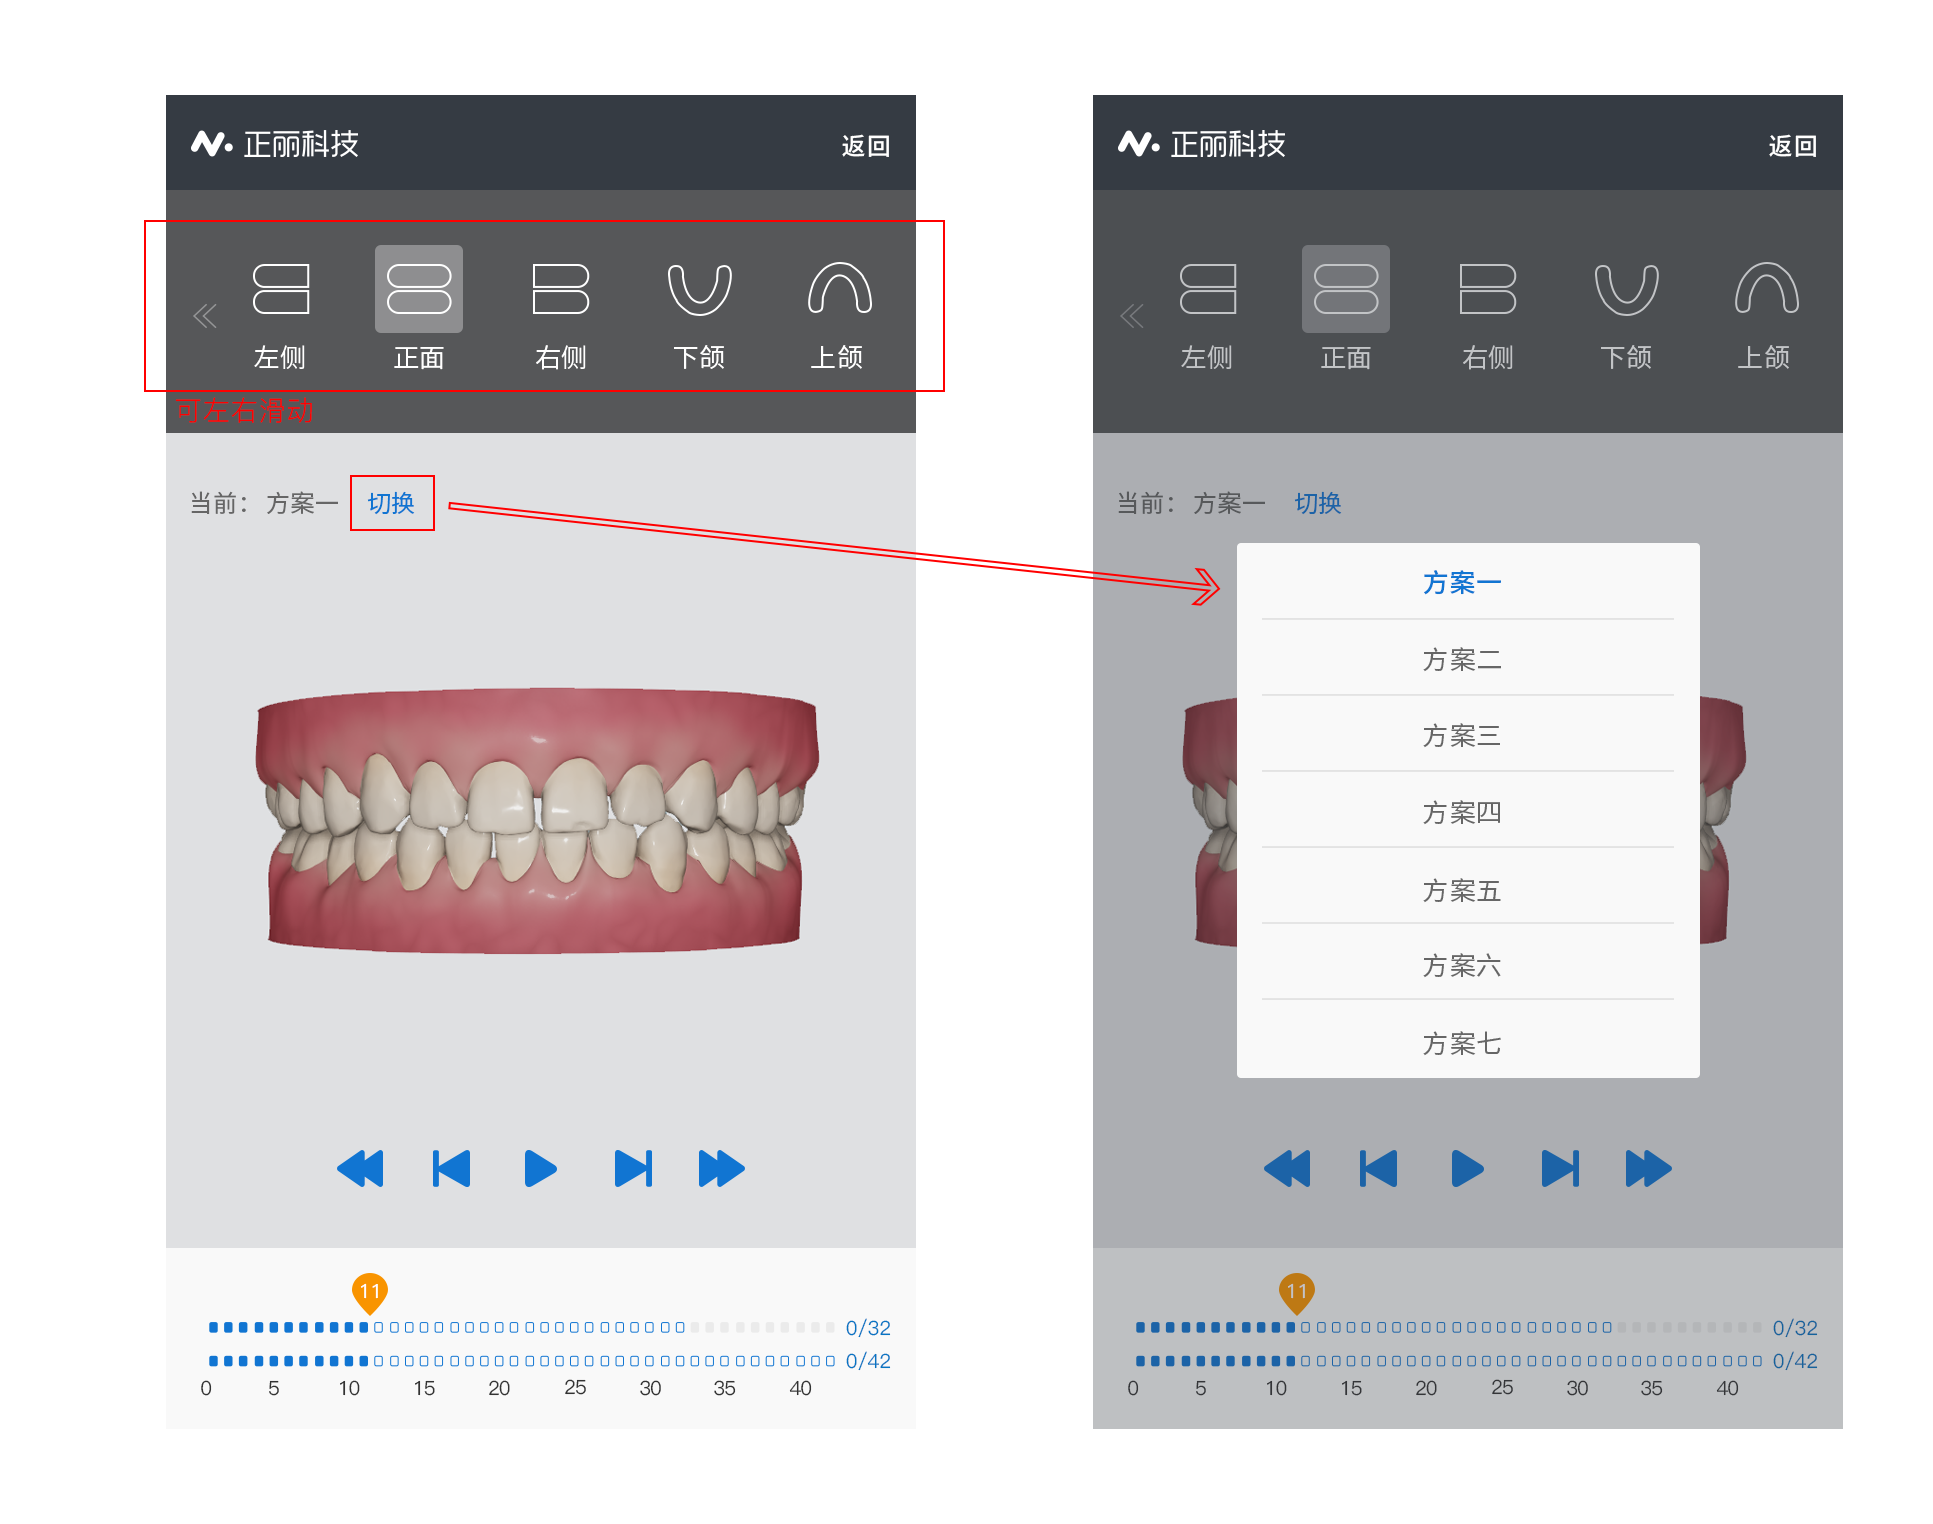 正丽科技 返回
左侧 正面 右侧 下颌 上颌
可左右滑动
当前： 方案一 切换
11
0/32
0/42
0 5 10 15 20 25 30 35 40
正丽科技 返回
左侧 正面 右侧 下颌 上颌
当前： 方案一 切换
方案一
方案二
方案三
方案四
方案五
方案六
方案七
11
0/32
0/42
0 5 10 15 20 25 30 35 40